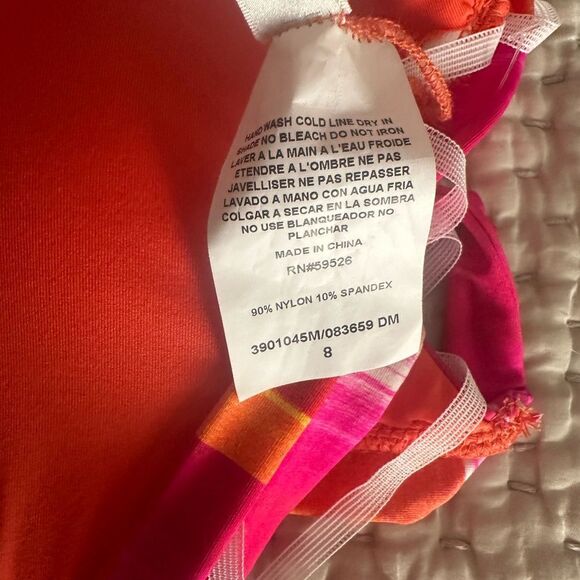 HAND WASH COLD LINE DRY IN
SHADE NO BLEACH DO NOT IRON
LAVER A LA MAIN A L'EAU FROIDE
ETENDRE A L'OMBRE NE PAS
JAVELLISER NE PAS REPASSER
LAVADO A MANO CON AGUA FRIA
COLGAR A SECAR EN LA SOMBRA
NO USE BLANQUEADOR NO
PLANCHAR
MADE IN CHINA
RN#59526
90% NYLON 10% SPANDEX
3901045M/083659 DM
8